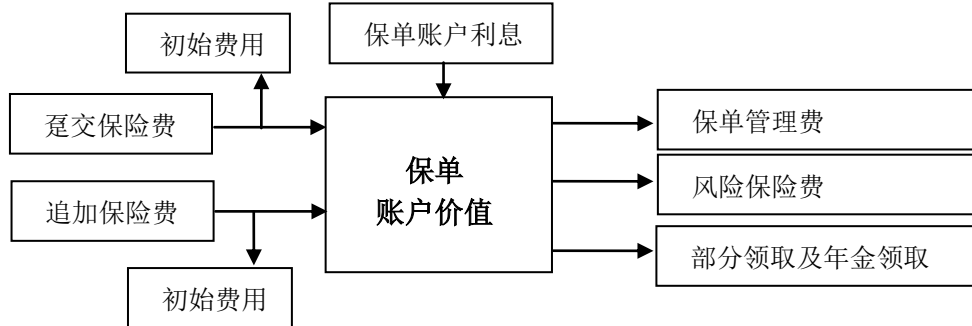 初始费用
保单账户利息
趸交保险费
保单管理费
保单
账户价值
风险保险费
追加保险费
部分领取及年金领取
初始费用